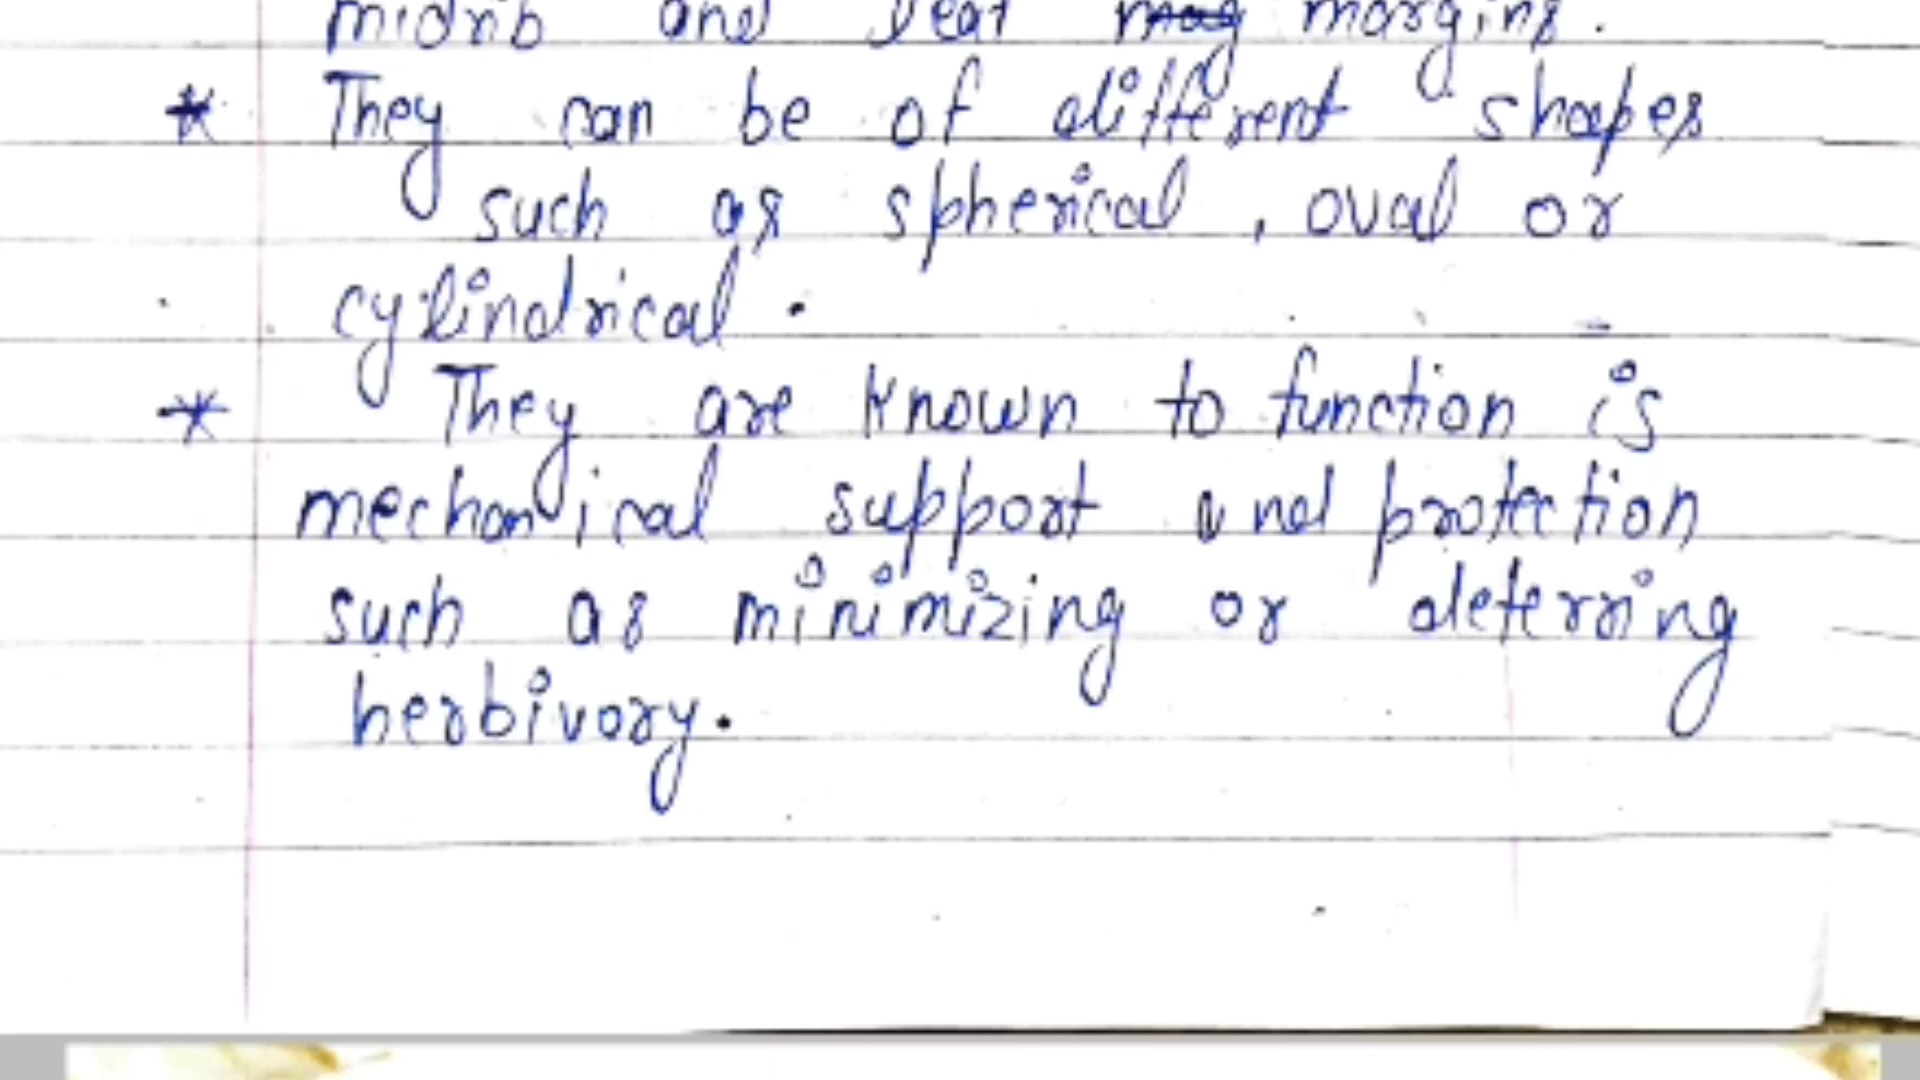 midrib and leaf mag margins.
* They can be of different shapes
such as spherical, oval or
cylindrical.
* They are known to function is
mechanical support and protection
such as minimizing or deterring
herbivory.